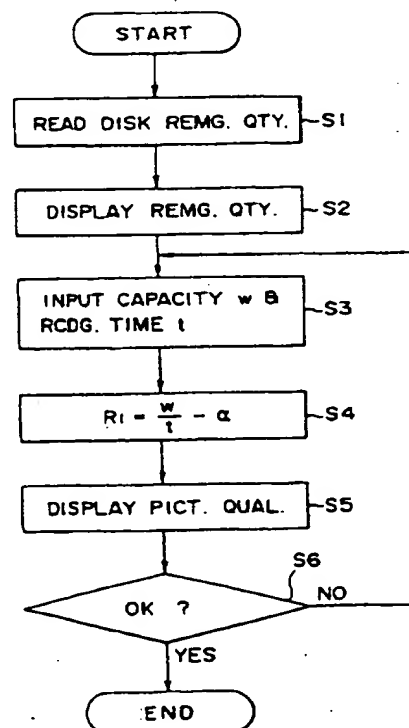 START
READ DISK REMG. QTY.
S1
DISPLAY REMG. QTY.
S2
INPUT CAPACITY w &
RCDG. TIME t
S3
R1 = w/t - α
S4
DISPLAY PICT. QUAL.
S5
S6
OK ?
NO
YES
END